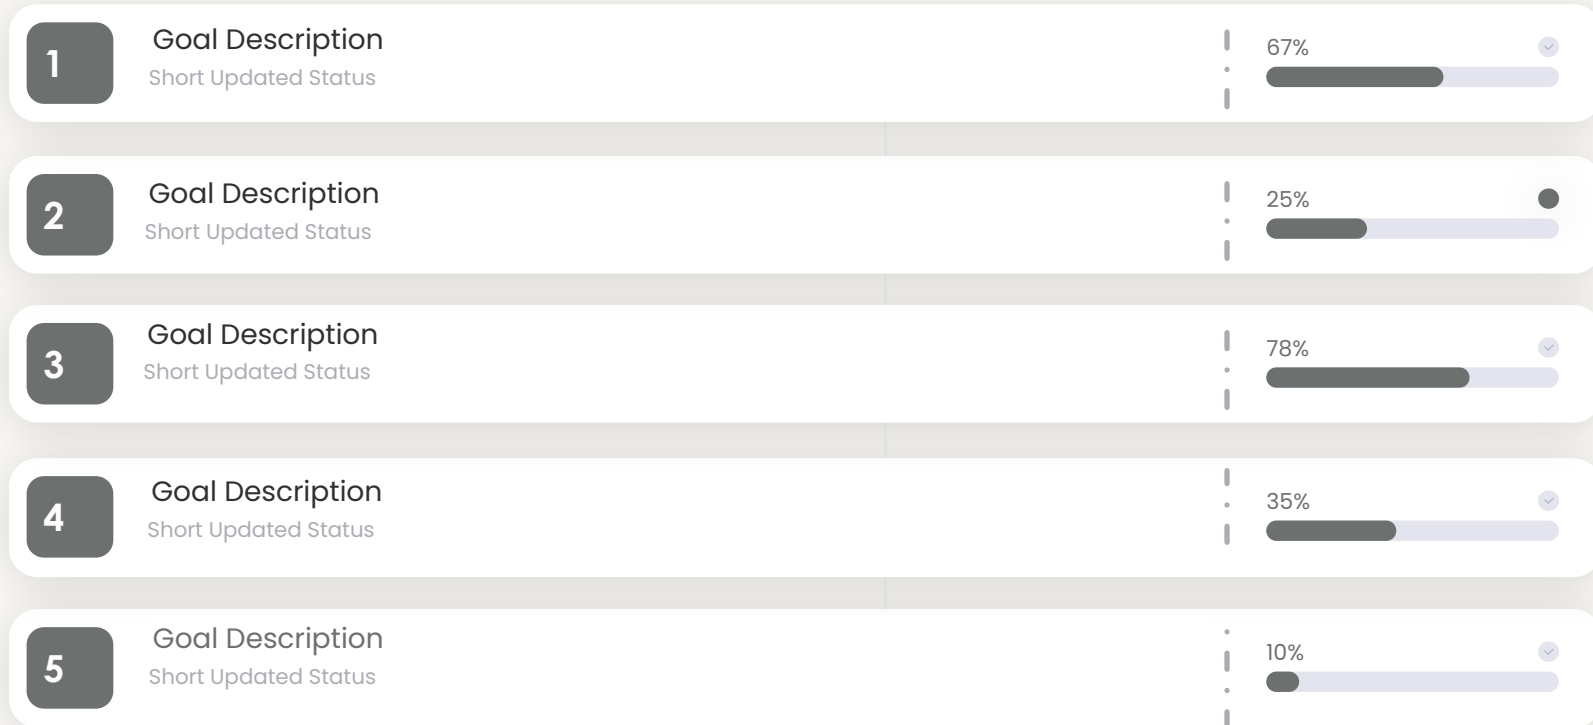 1
Goal Description
Short Updated Status
67%
2
Goal Description
Short Updated Status
25%
3
Goal Description
Short Updated Status
78%
4
Goal Description
Short Updated Status
35%
5
Goal Description
Short Updated Status
10%